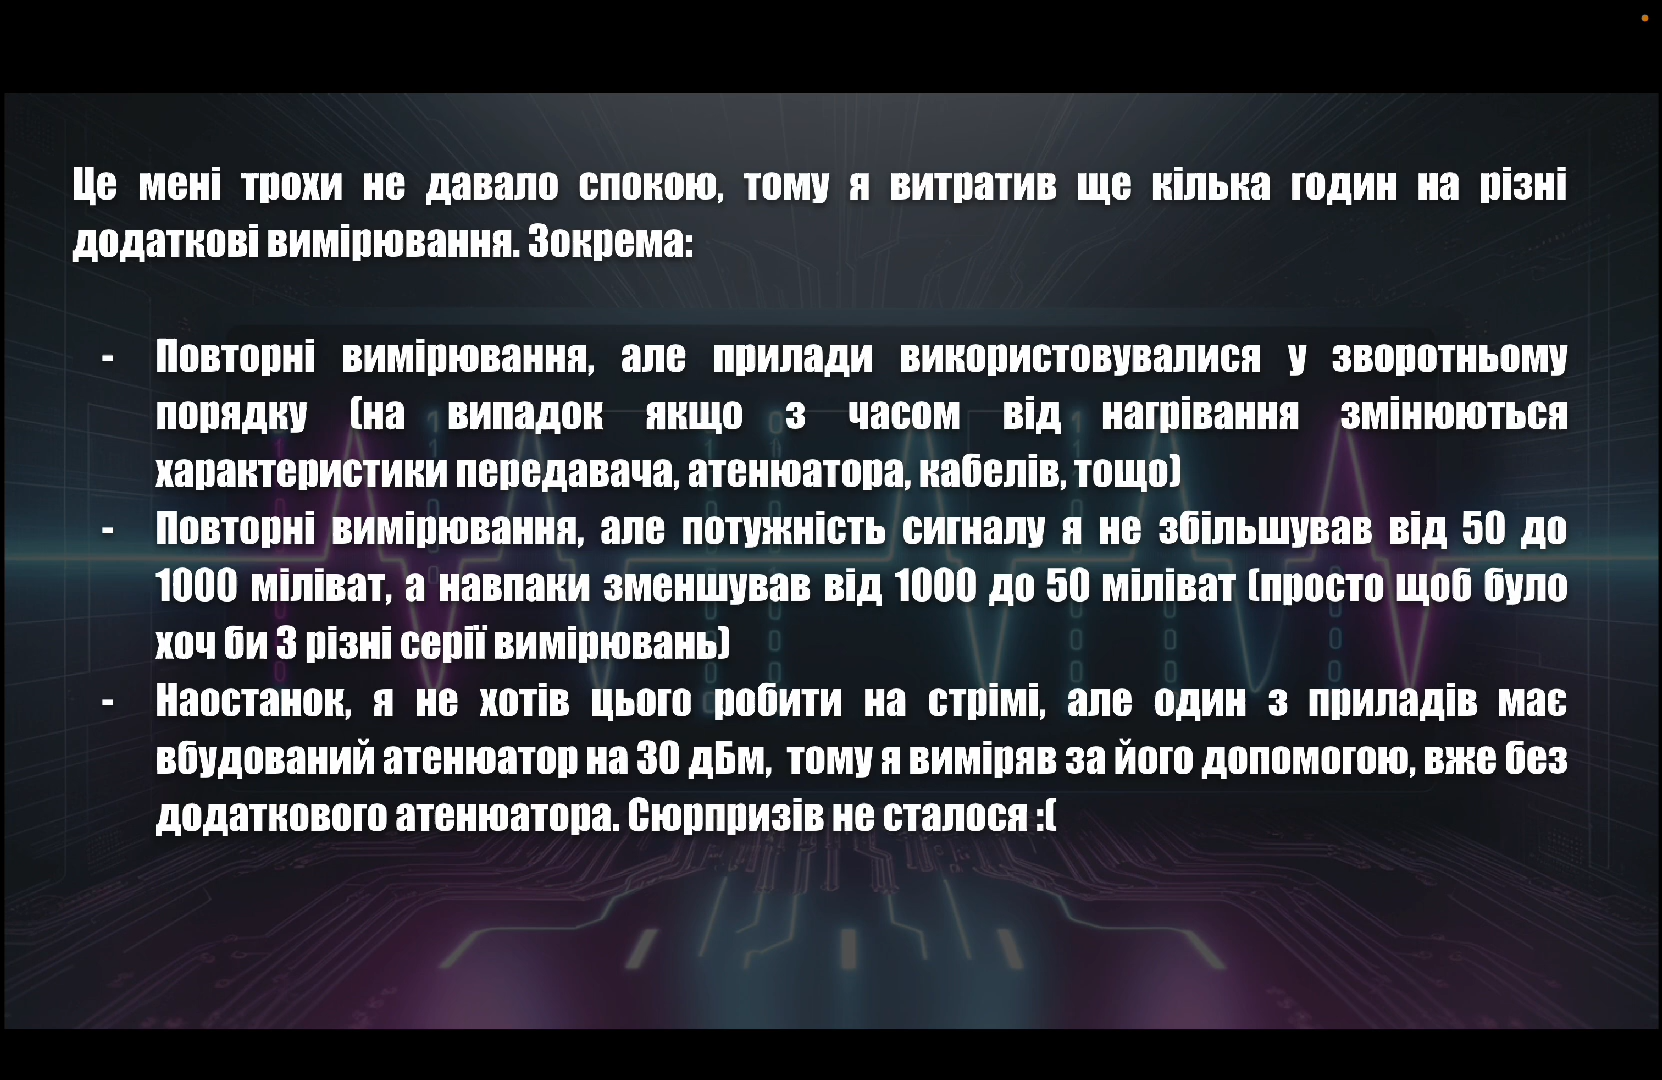 Це мені трохи не давало спокою, тому я витратив ще кілька годин на різні
додаткові вимірювання. Зокрема:
- Повторні вимірювання, але прилади використовувалися у зворотньому
порядку (на випадок якщо з часом від нагрівання змінюються
характеристики передавача, атенюатора, кабелів, тощо)
- Повторні вимірювання, але потужність сигналу я не збільшував від 50 до
1000 міліват, а навпаки зменшував від 1000 до 50 міліват (просто щоб було
хоч би 3 різні серії вимірювань)
- Наостанок, я не хотів цього робити на стрімі, але один з приладів має
вбудований атенюатор на 30 дБм, тому я виміряв за його допомогою, вже без
додаткового атенюатора. Сюрпризів не сталося :(